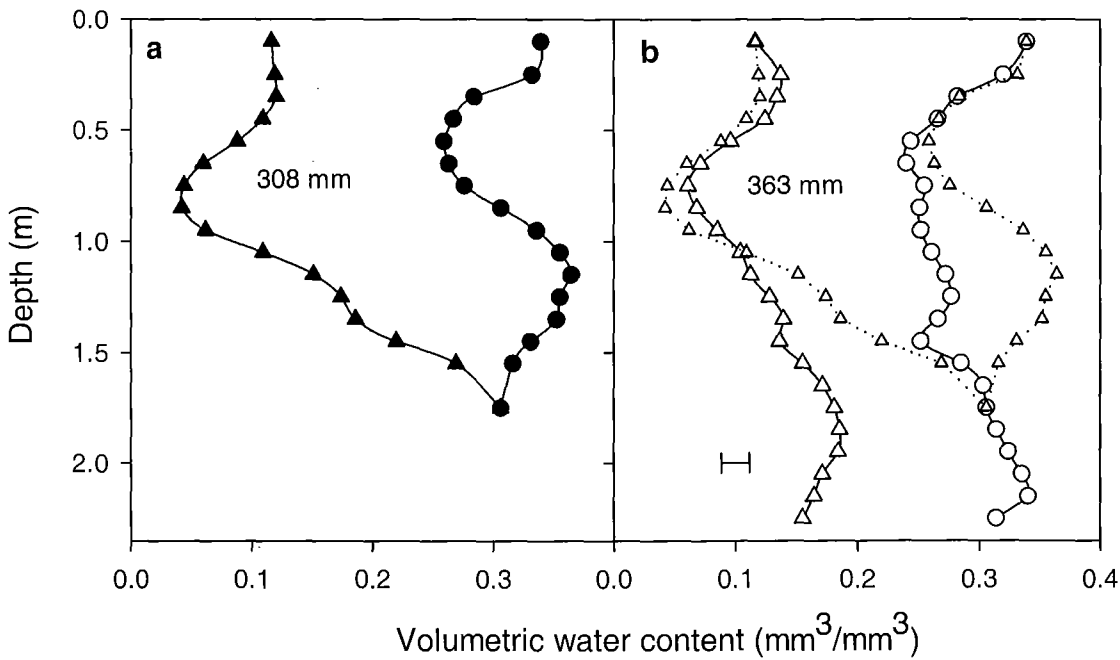 a
b
308 mm
363 mm
0.0
0.5
1.0
1.5
2.0
Depth (m)
0.0 0.1 0.2 0.3 0.0 0.1 0.2 0.3 0.4
Volumetric water content (mm³/mm³)